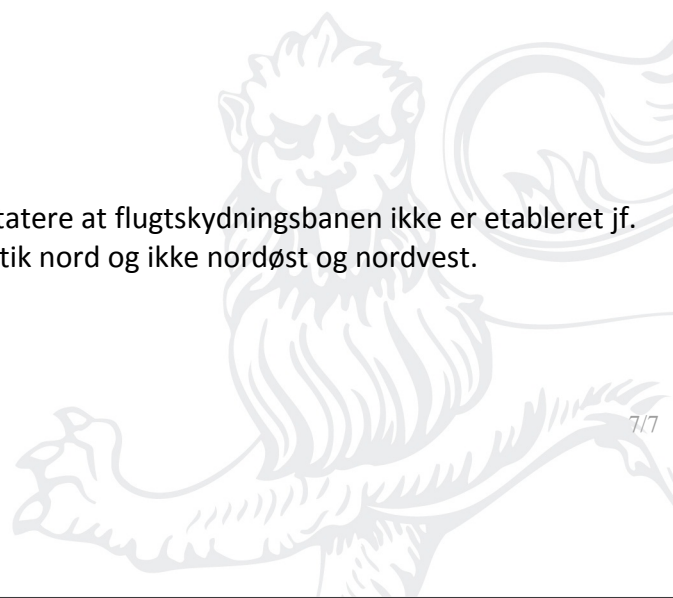 tatere at flugtskydningsbanen ikke er etableret jf.
tik nord og ikke nordøst og nordvest.
7/7